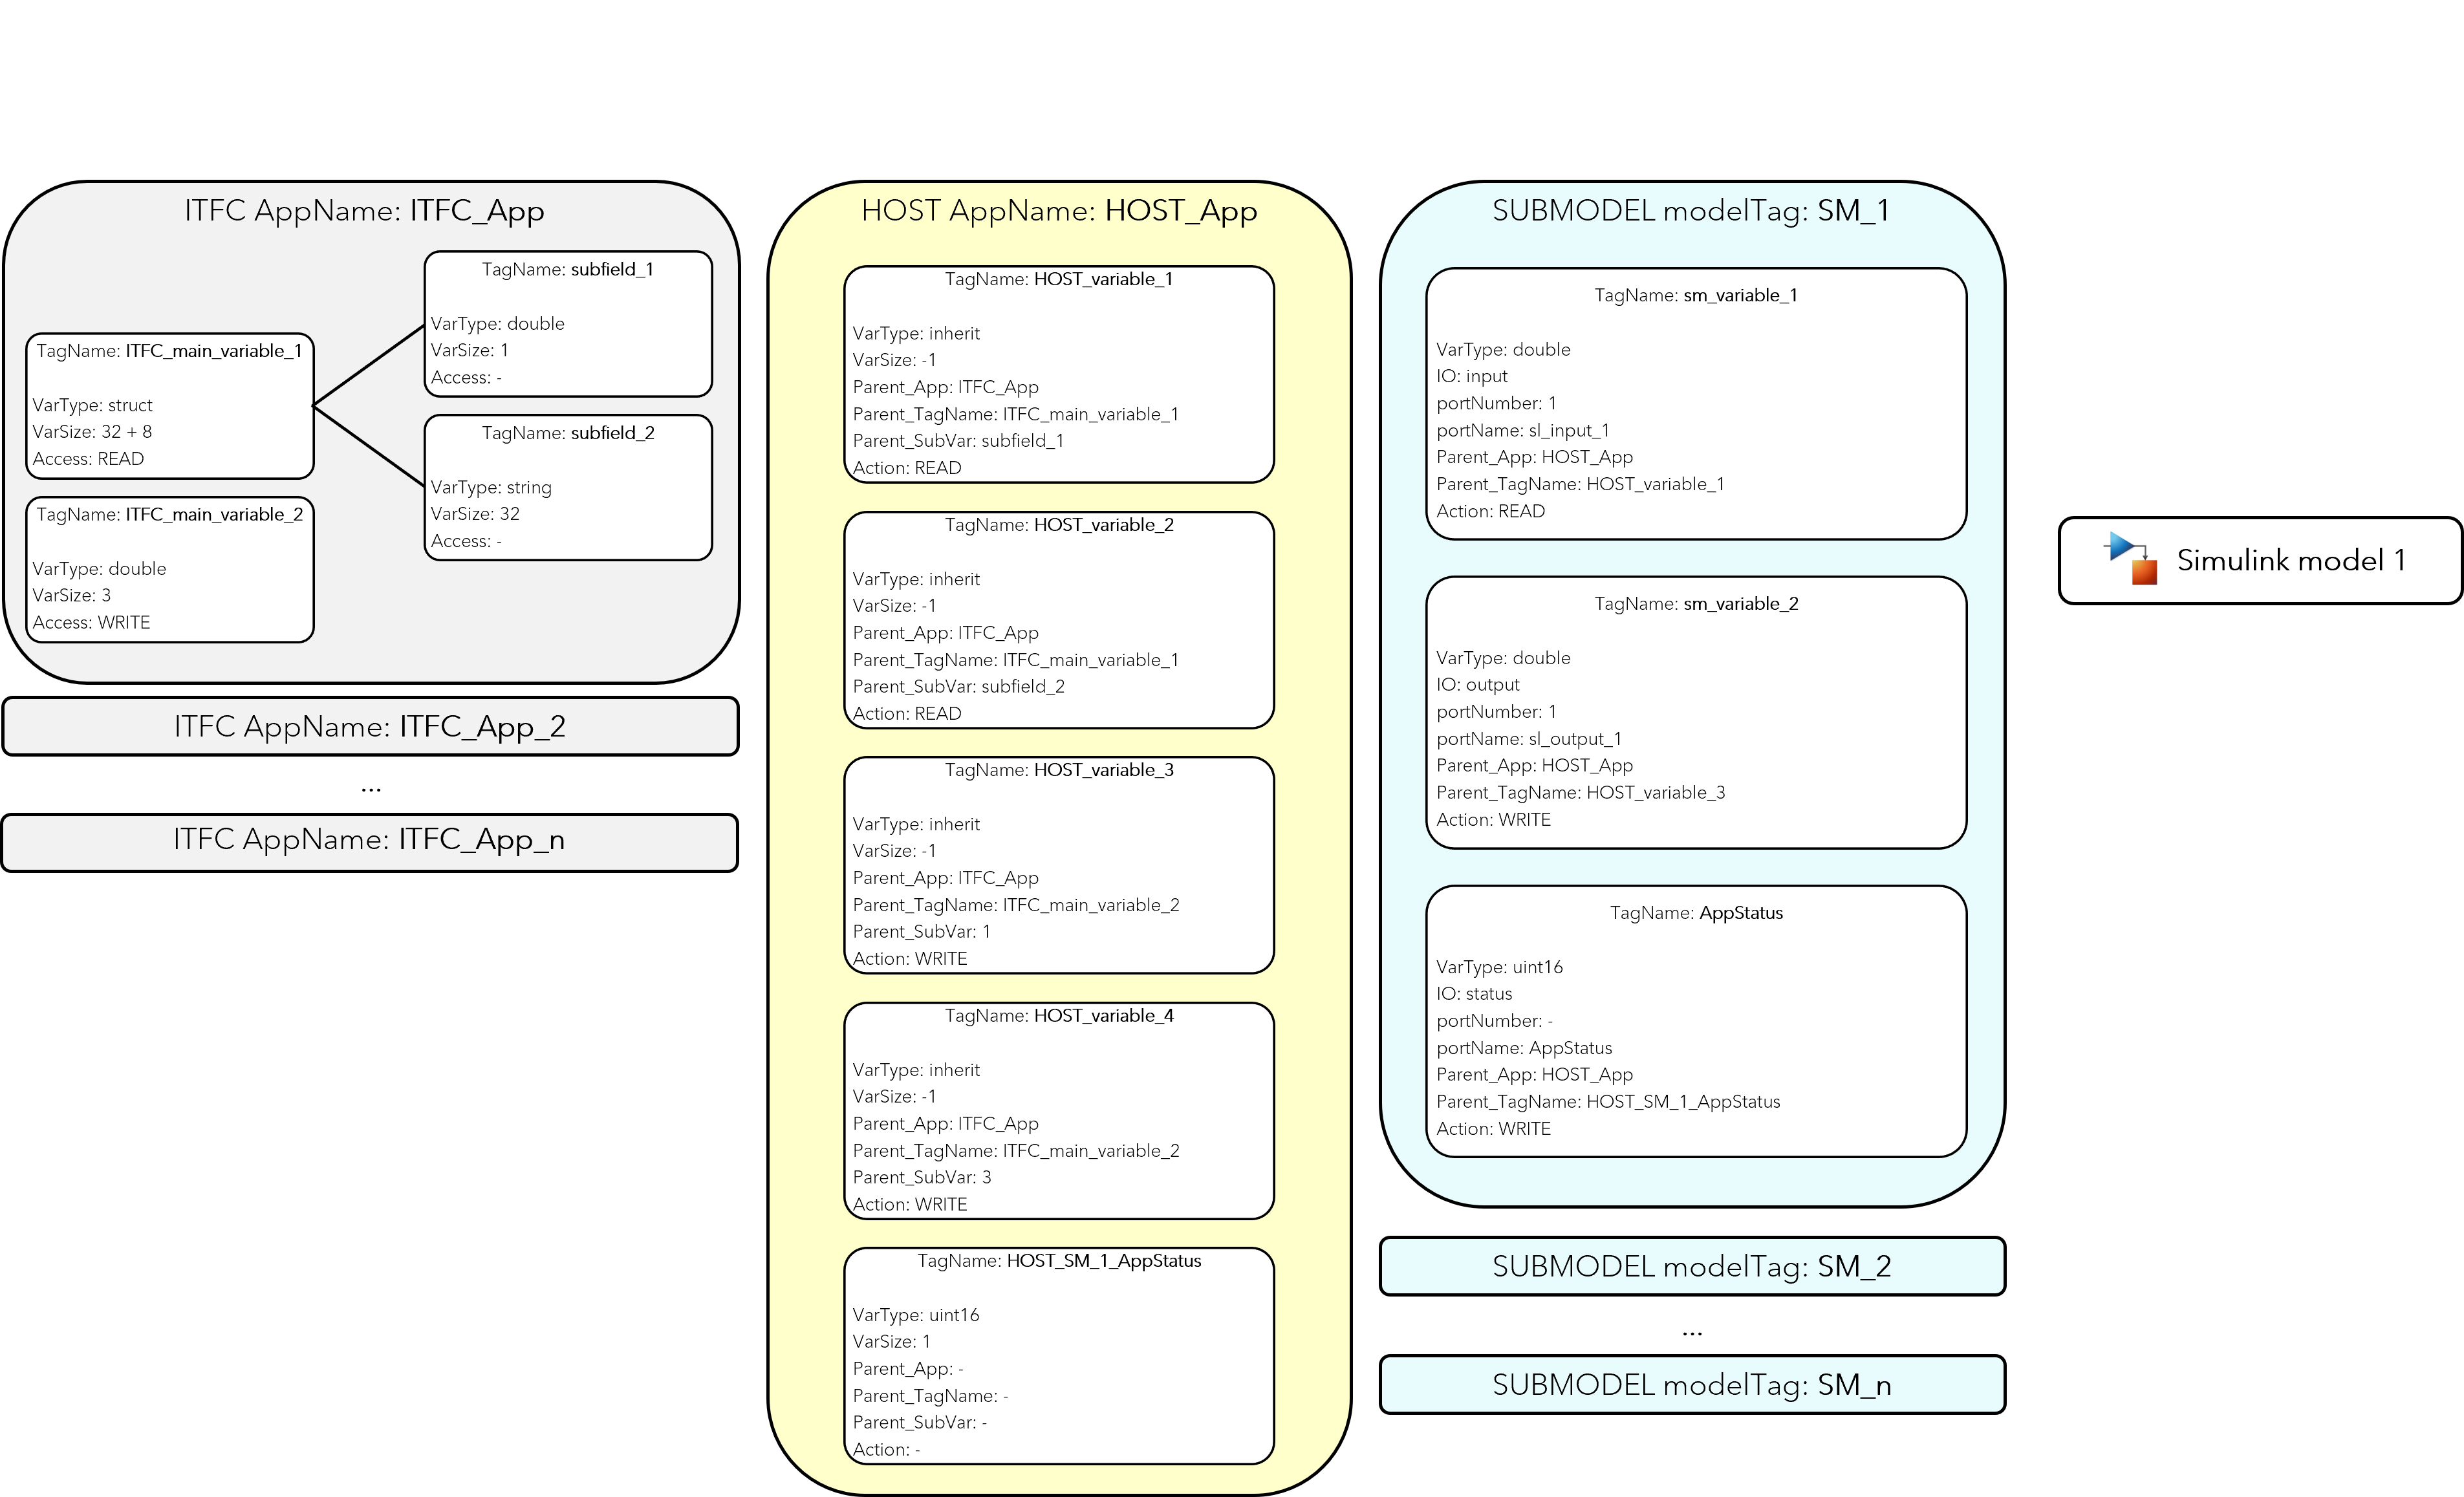 ITFC AppName: ITFC_App
TagName: ITFC_main_variable_1
VarType: struct
VarSize: 32 + 8
Access: READ
TagName: ITFC_main_variable_2
VarType: double
VarSize: 3
Access: WRITE
TagName: subfield_1
VarType: double
VarSize: 1
Access: -
TagName: subfield_2
VarType: string
VarSize: 32
Access: -
ITFC AppName: ITFC_App_2
...
ITFC AppName: ITFC_App_n
HOST AppName: HOST_App
TagName: HOST_variable_1
VarType: inherit
VarSize: -1
Parent_App: ITFC_App
Parent_TagName: ITFC_main_variable_1
Parent_SubVar: subfield_1
Action: READ
TagName: HOST_variable_2
VarType: inherit
VarSize: -1
Parent_App: ITFC_App
Parent_TagName: ITFC_main_variable_1
Parent_SubVar: subfield_2
Action: READ
TagName: HOST_variable_3
VarType: inherit
VarSize: -1
Parent_App: ITFC_App
Parent_TagName: ITFC_main_variable_2
Parent_SubVar: 1
Action: WRITE
TagName: HOST_variable_4
VarType: inherit
VarSize: -1
Parent_App: ITFC_App
Parent_TagName: ITFC_main_variable_2
Parent_SubVar: 3
Action: WRITE
TagName: HOST_SM_1_AppStatus
VarType: uint16
VarSize: 1
Parent_App: -
Parent_TagName: -
Parent_SubVar: -
Action: -
SUBMODEL modelTag: SM_1
TagName: sm_variable_1
VarType: double
IO: input
portNumber: 1
portName: sl_input_1
Parent_App: HOST_App
Parent_TagName: HOST_variable_1
Action: READ
TagName: sm_variable_2
VarType: double
IO: output
portNumber: 1
portName: sl_output_1
Parent_App: HOST_App
Parent_TagName: HOST_variable_3
Action: WRITE
TagName: AppStatus
VarType: uint16
IO: status
portNumber: -
portName: AppStatus
Parent_App: HOST_App
Parent_TagName: HOST_SM_1_AppStatus
Action: WRITE
SUBMODEL modelTag: SM_2
...
SUBMODEL modelTag: SM_n
Simulink model 1